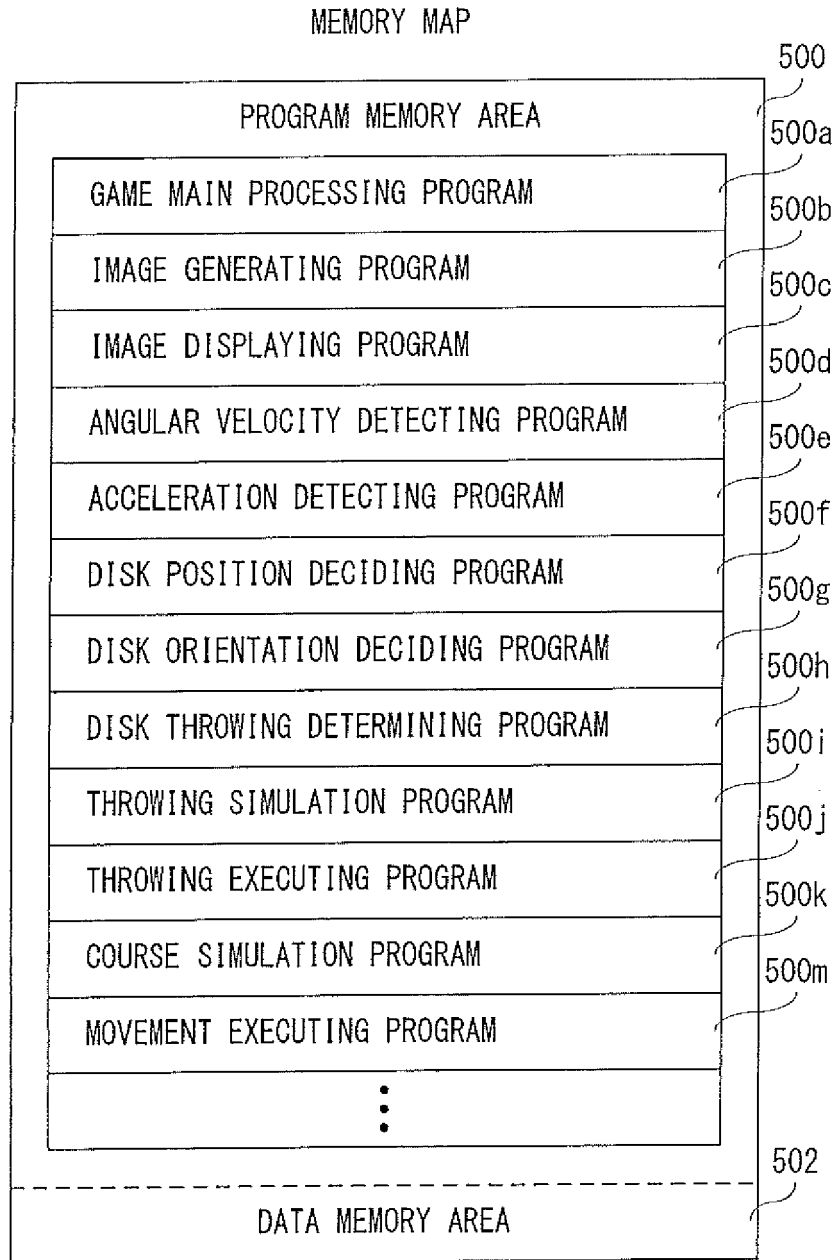 MEMORY MAP
500
PROGRAM MEMORY AREA
500a
GAME MAIN PROCESSING PROGRAM
500b
IMAGE GENERATING PROGRAM
500c
IMAGE DISPLAYING PROGRAM
500d
ANGULAR VELOCITY DETECTING PROGRAM
500e
ACCELERATION DETECTING PROGRAM
500f
DISK POSITION DECIDING PROGRAM
500g
DISK ORIENTATION DECIDING PROGRAM
500h
DISK THROWING DETERMINING PROGRAM
500i
THROWING SIMULATION PROGRAM
500j
THROWING EXECUTING PROGRAM
500k
COURSE SIMULATION PROGRAM
500m
MOVEMENT EXECUTING PROGRAM
502
DATA MEMORY AREA